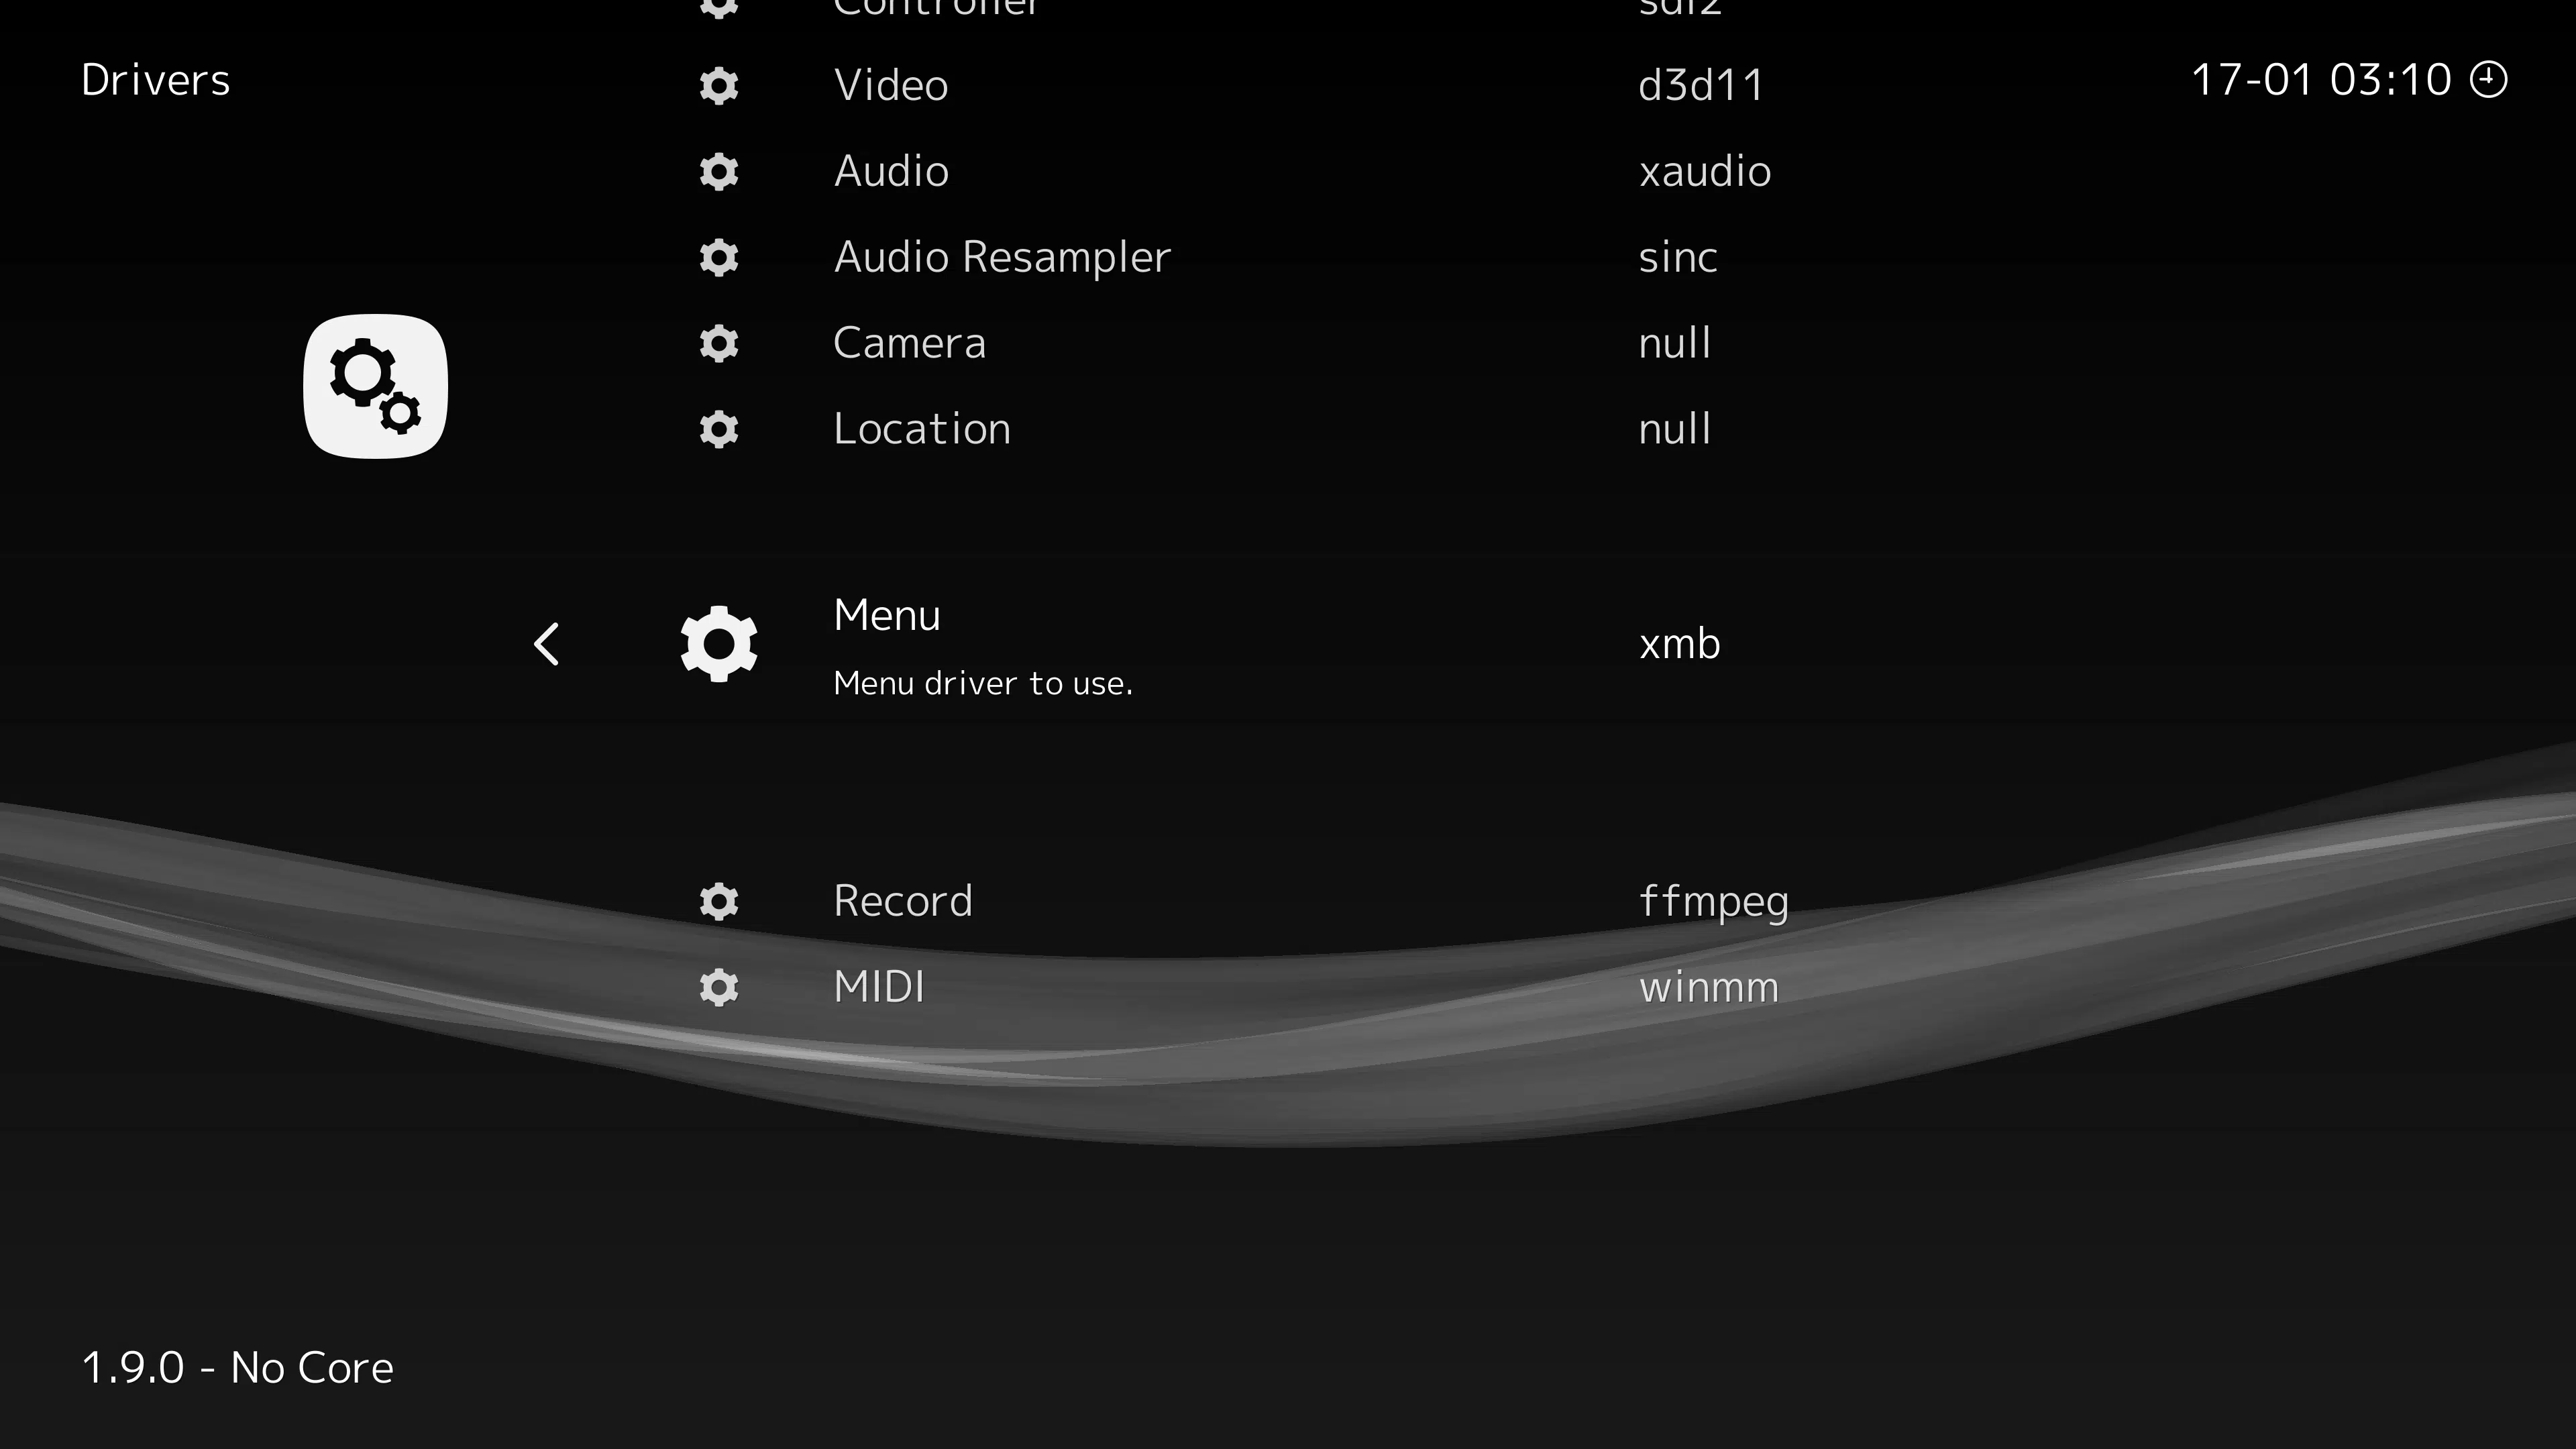 Controller sdl2
Drivers
17-01 03:10
Video d3d11
Audio xaudio
Audio Resampler sinc
Camera null
Location null
Menu
xmb
Menu driver to use.
Record ffmpeg
MIDI winmm
1.9.0 - No Core